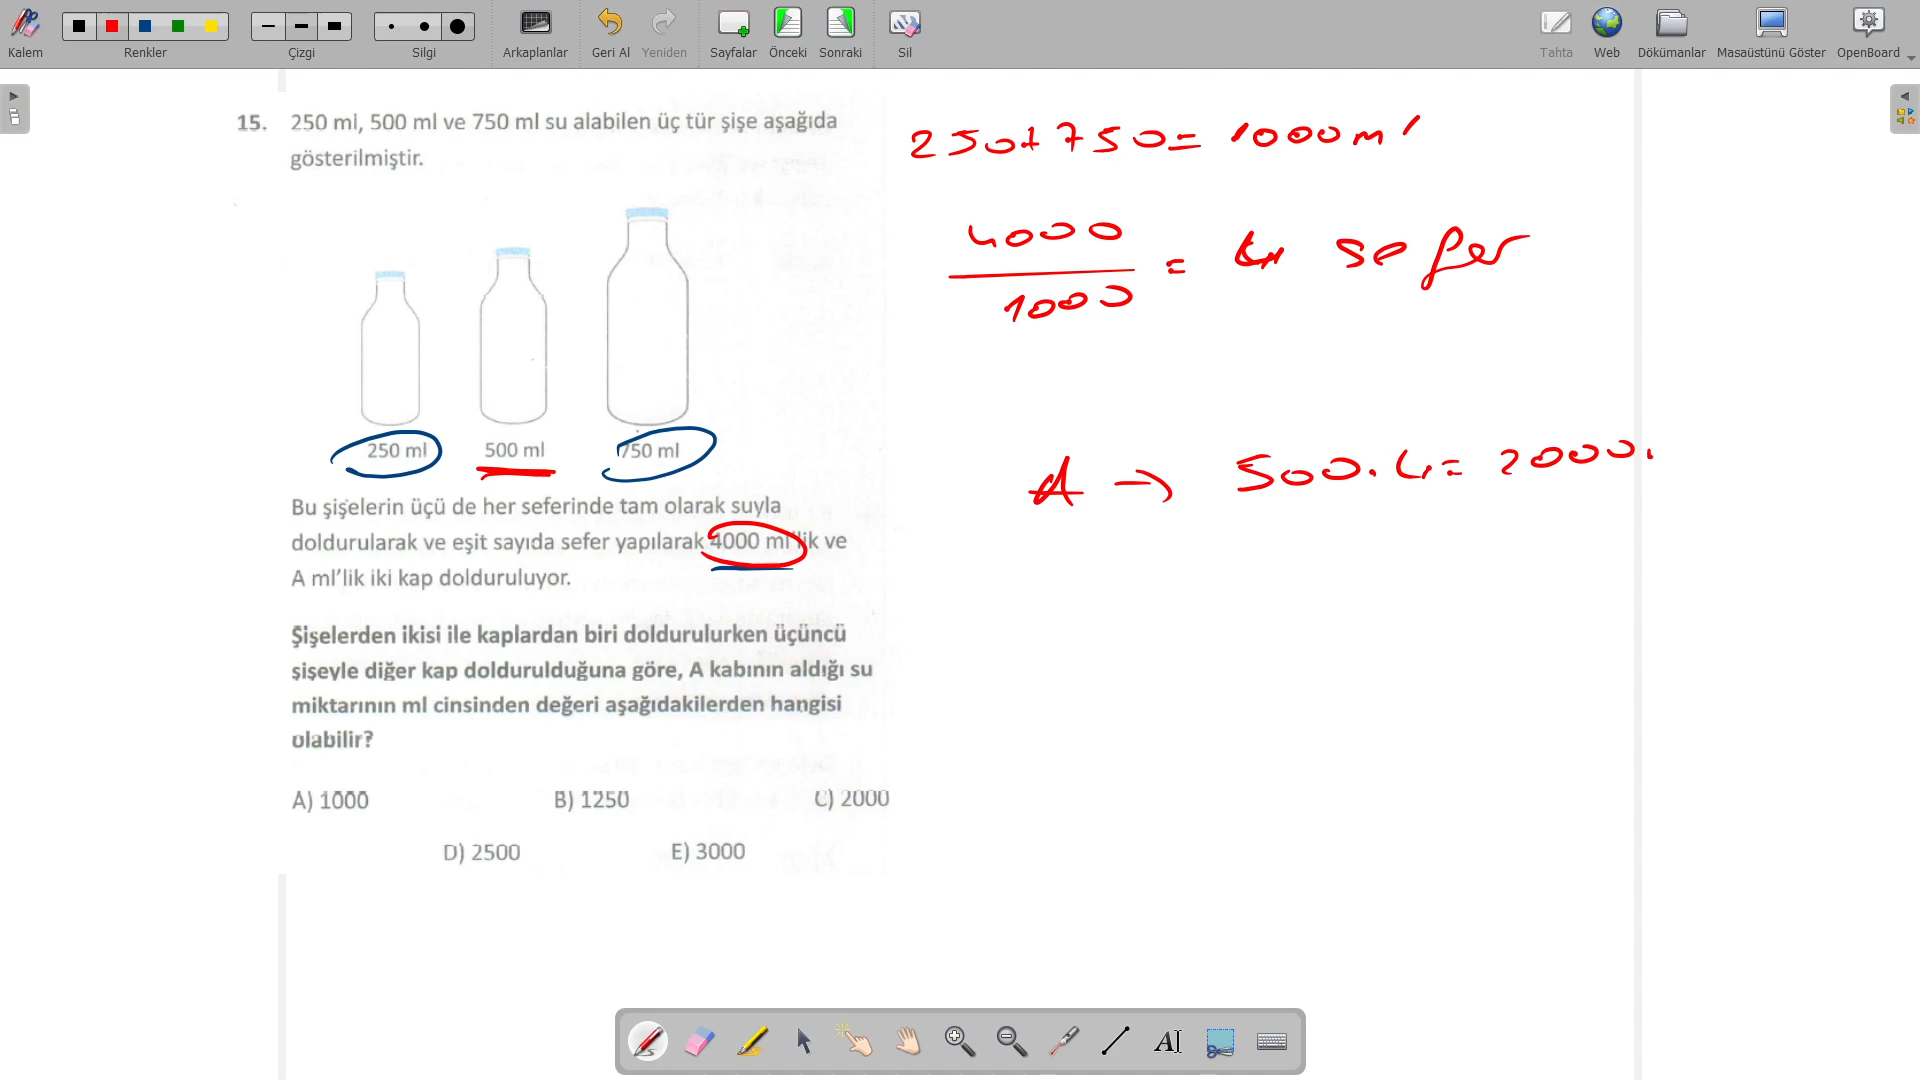 Kalem
Renkler
Çizgi
Silgi
Arkaplanlar
Geri Al
Yeniden
Sayfalar
Önceki
Sonraki
Sil
Tahta
Web
Dökümanlar
Masaüstünü Göster
OpenBoard
15. 250 ml, 500 ml ve 750 ml su alabilen üç tür şişe aşağıda
gösterilmiştir.
250 ml
500 ml
750 ml
Bu şişelerin üçü de her seferinde tam olarak suyla
doldurularak ve eşit sayıda sefer yapılarak 4000 ml'lik ve
A ml'lik iki kap dolduruluyor.
Şişelerden ikisi ile kaplardan biri doldurulurken üçüncü
şişeyle diğer kap doldurulduğuna göre, A kabının aldığı su
miktarının ml cinsinden değeri aşağıdakilerden hangisi
olabilir?
A) 1000
B) 1250
C) 2000
D) 2500
E) 3000
250+750=1000ml
4000
1000
= 4 sefer
A → 500.4=2000.
AI